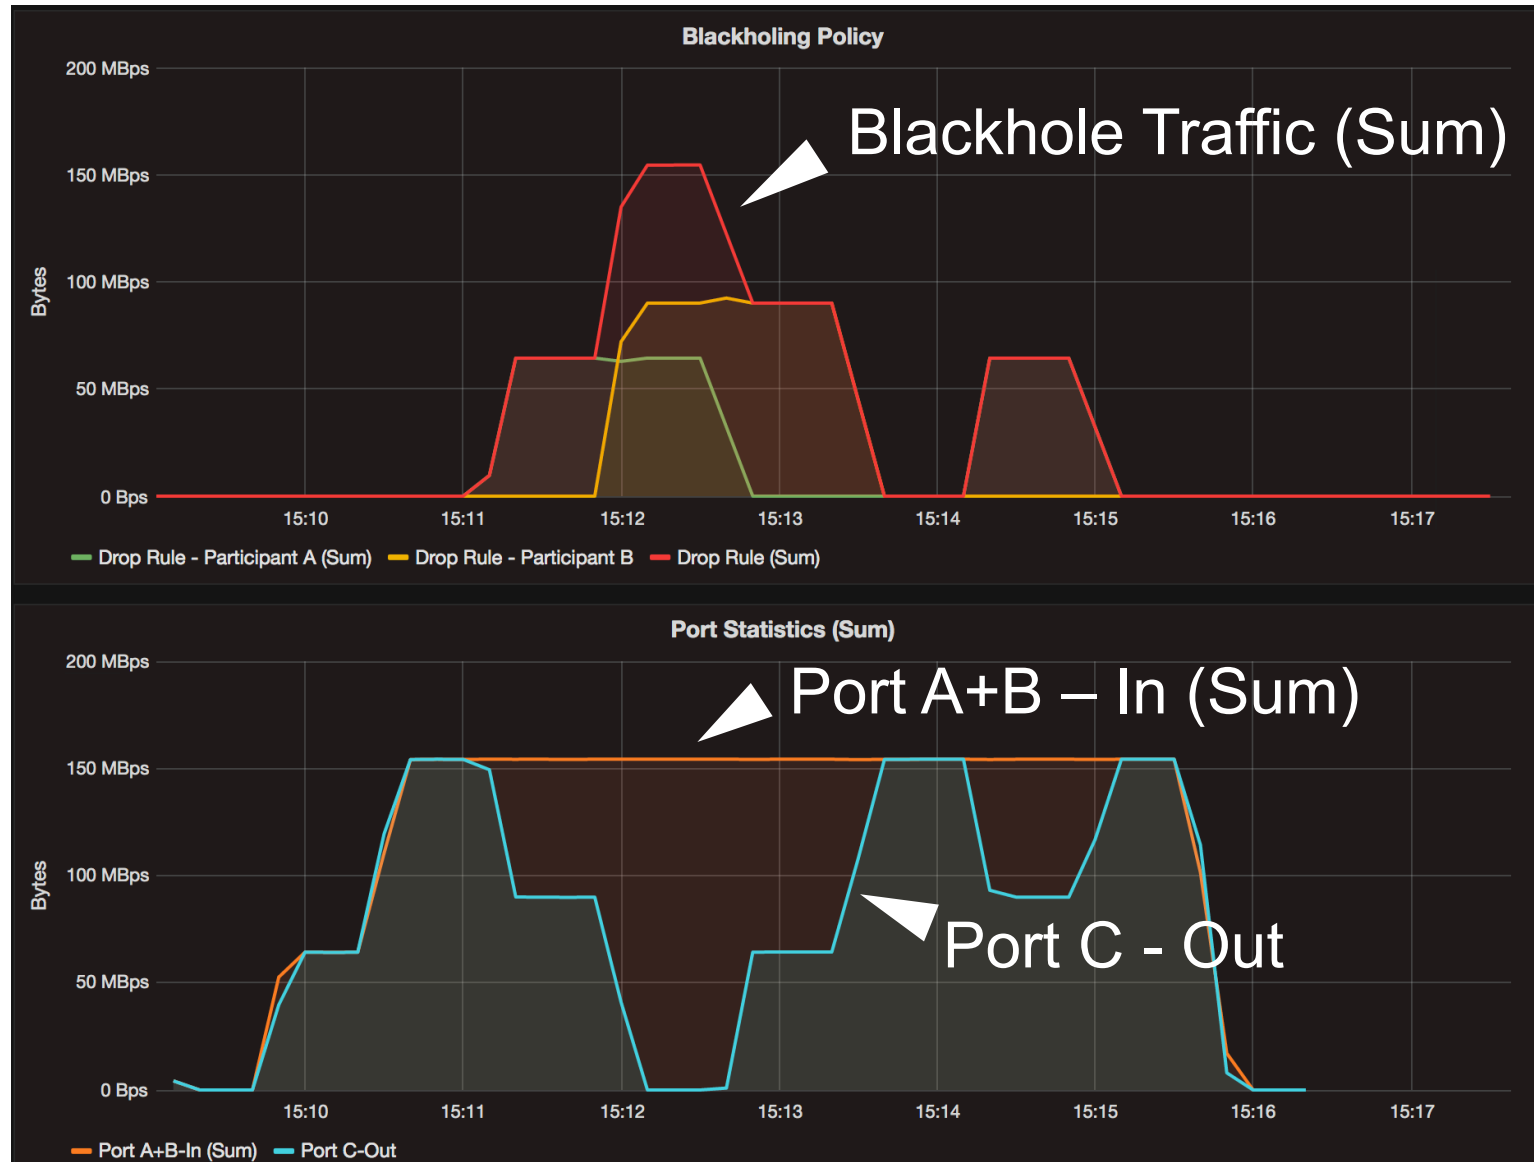 Blackholing Policy
200 MBps
Blackhole Traffic (Sum)
150 MBps
100 MBps
Bytes
50 MBps
0 Bps
15:10 15:11 15:12 15:13 15:14 15:15 15:16 15:17
Drop Rule - Participant A (Sum) Drop Rule - Participant B Drop Rule (Sum)
Port Statistics (Sum)
200 MBps
Port A+B – In (Sum)
150 MBps
100 MBps
Bytes
Port C - Out
50 MBps
0 Bps
15:10 15:11 15:12 15:13 15:14 15:15 15:16 15:17
Port A+B-In (Sum) Port C-Out